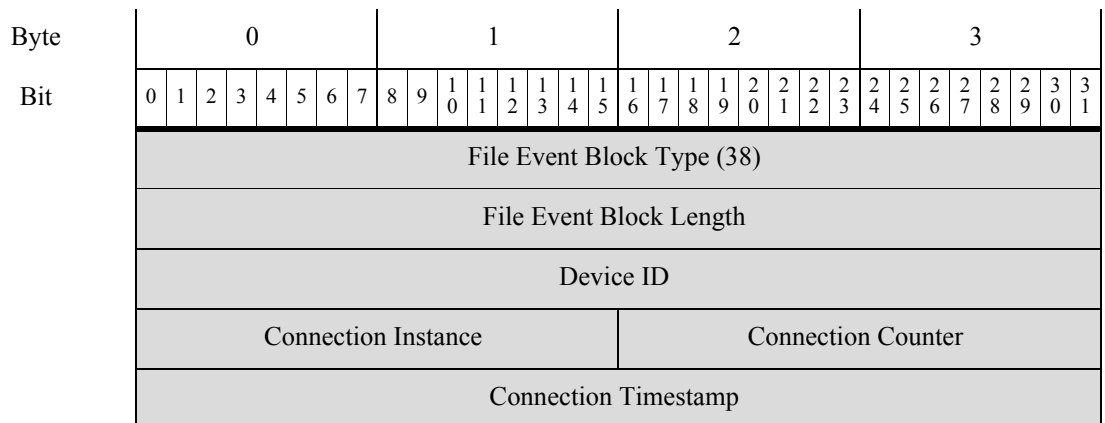 Byte 0 1 2 3
Bit 0 1 2 3 4 5 6 7 8 9 10 11 12 13 14 15 16 17 18 19 20 21 22 23 24 25 26 27 28 29 30 31
File Event Block Type (38)
File Event Block Length
Device ID
Connection Instance Connection Counter
Connection Timestamp